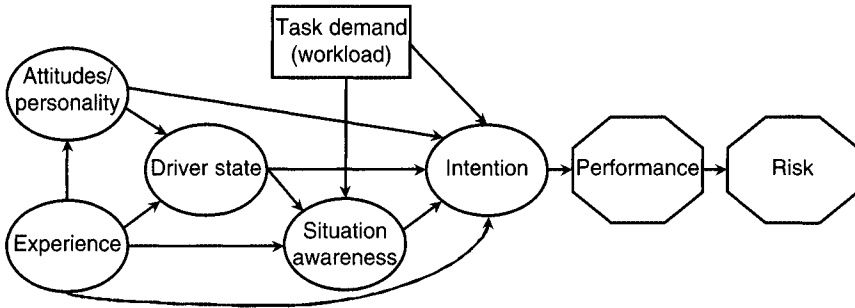 Task demand
(workload)
Attitudes/
personality
Driver state
Intention
Performance
Risk
Experience
Situation
awareness